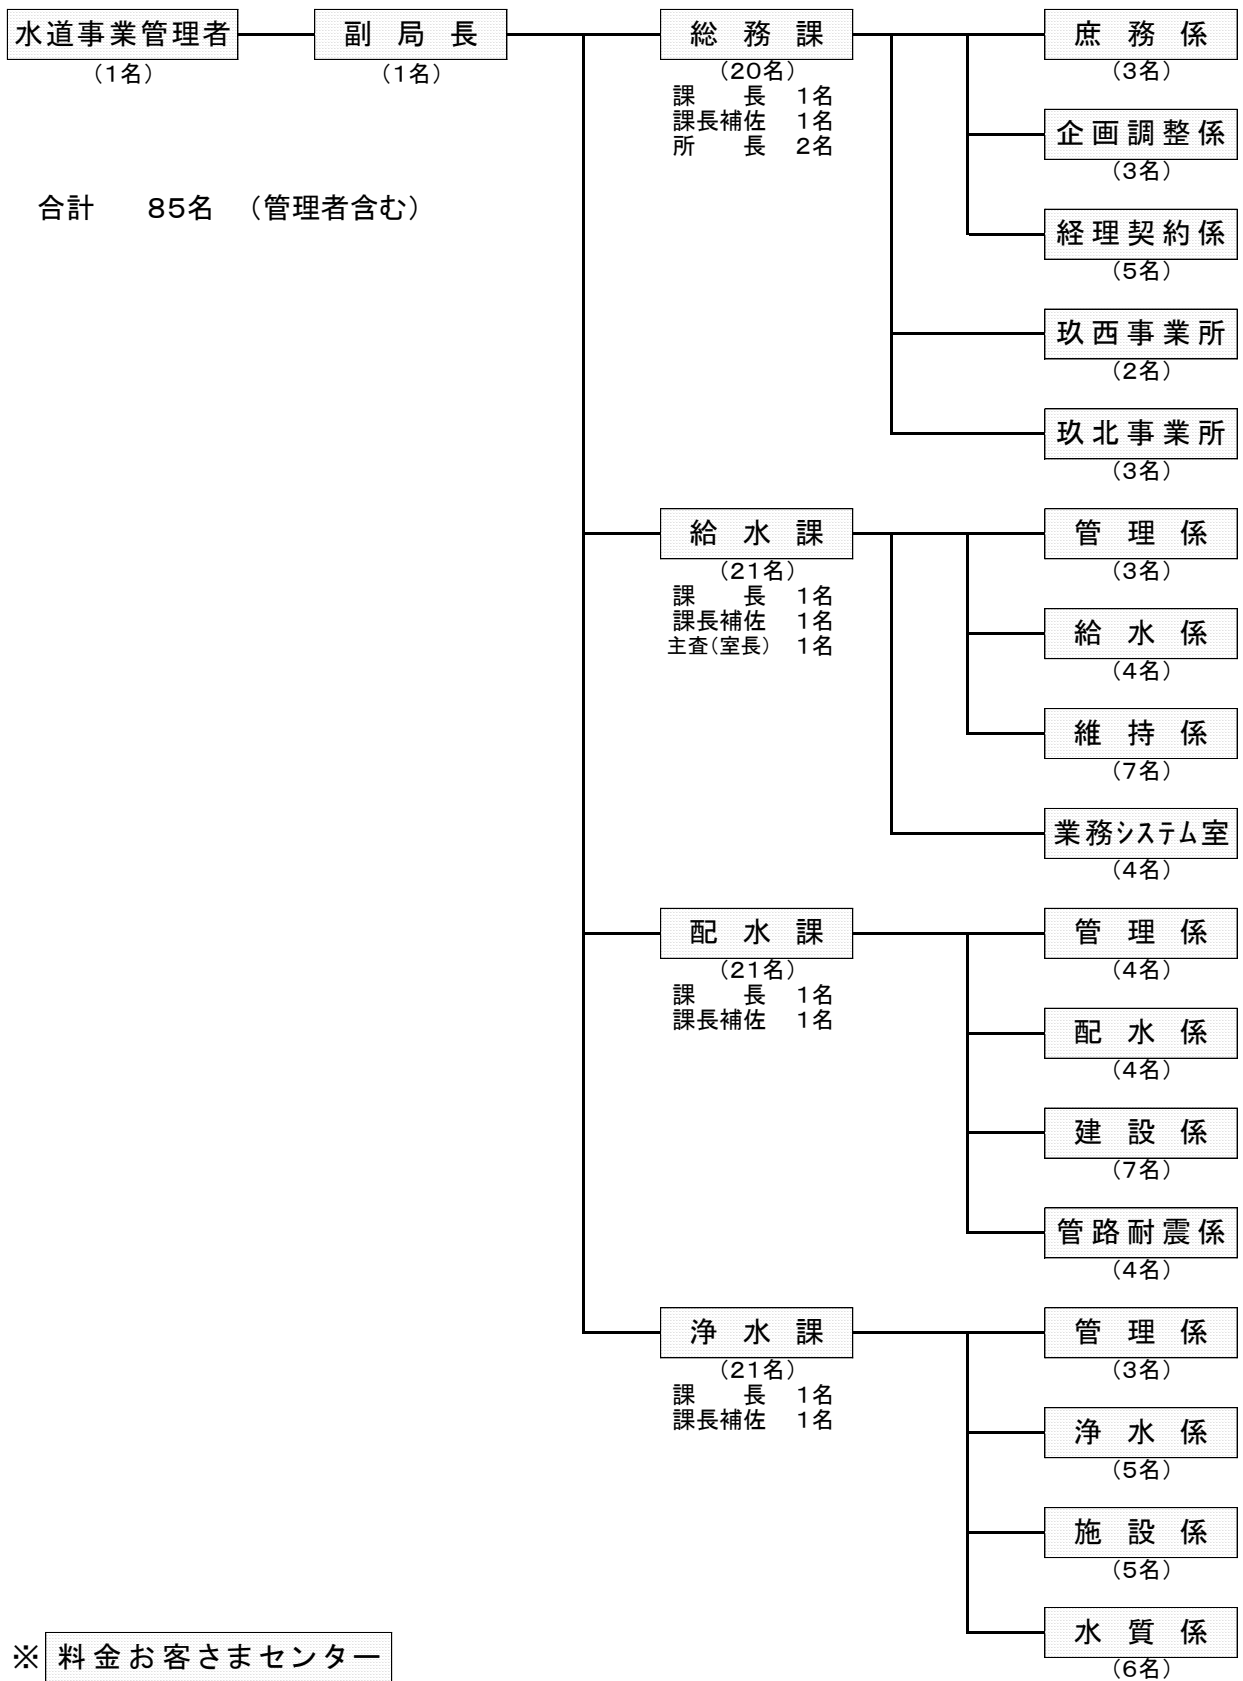 水道事業管理者 副局長 総務課 庶務係
（1名） （1名） （20名） （3名）
課　　長　1名
課長補佐　1名 企画調整係
所　　長　2名
（3名）
合計　　85名　（管理者含む）
経理契約係
（5名）
玖西事業所
（2名）
玖北事業所
（3名）
給水課 管理係
（21名） （3名）
課　　長　1名
課長補佐　1名 給水係
主査（室長）　1名
（4名）
維持係
（7名）
業務システム室
（4名）
配水課 管理係
（21名） （4名）
課　　長　1名
課長補佐　1名 配水係
（4名）
建設係
（7名）
管路耐震係
（4名）
浄水課 管理係
（21名） （3名）
課　　長　1名
課長補佐　1名 浄水係
（5名）
施設係
（5名）
水質係
※ 料金お客さまセンター
（6名）